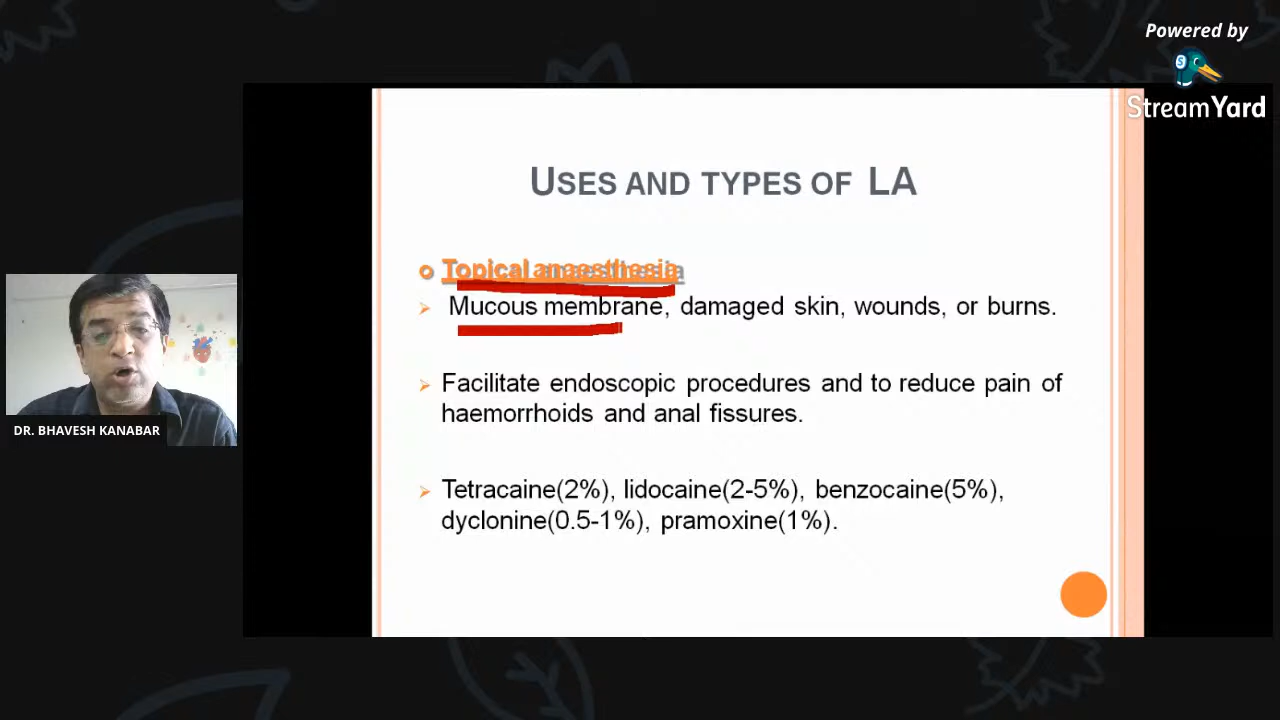 Powered by
StreamYard
USES AND TYPES OF LA
Topical anaesthesia
Mucous membrane, damaged skin, wounds, or burns.
Facilitate endoscopic procedures and to reduce pain of
haemorrhoids and anal fissures.
Tetracaine(2%), lidocaine(2-5%), benzocaine(5%),
dyclonine(0.5-1%), pramoxine(1%).
DR. BHAVESH KANABAR